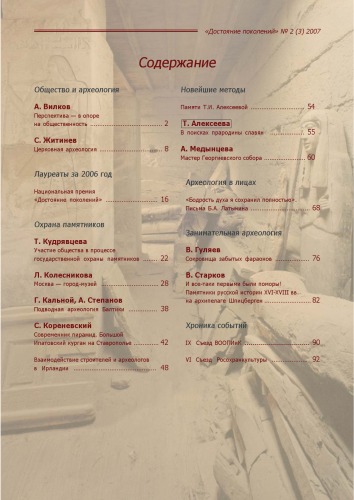 «Достояние поколений» № 2 (3) 2007
Содержание
Общество и археология
А. Вилков
Перспектива — в опоре
на общественность 2
С. Житинев
Церковная археология 8
Лауреаты за 2006 год
Национальная премия
«Достояние поколений» 16
Охрана памятников
Т. Кудрявцева
Участие общества в процессе
государственной охраны памятников 22
Л. Колесникова
Москва — город-музей 28
Г. Кальной, А. Степанов
Подводная археология Балтики 38
С. Кореневский
Современник пирамид. Большой
Ипатовский курган на Ставрополье 42
Взаимодействие строителей и археологов
в Ирландии 48
Новейшие методы
Памяти Т.И. Алексеевой 54
Т. Алексеева
В поисках прародины славян 55
А. Медынцева
Мастер Георгиевского собора 60
Археология в лицах
«Бодрость духа я сохранил полностью»
Письма Б.А. Латынина 68
Занимательная археология
В. Гуляев
Сокровища забытых фараонов 76
В. Старков
И все-таки первыми были поморы!
Памятники русской истории XVI-XVIII вв.
на архипелаге Шпицберген 82
Хроника событий
IX Съезд ВООПИиК 90
VI Съезд Росохранкультуры 92